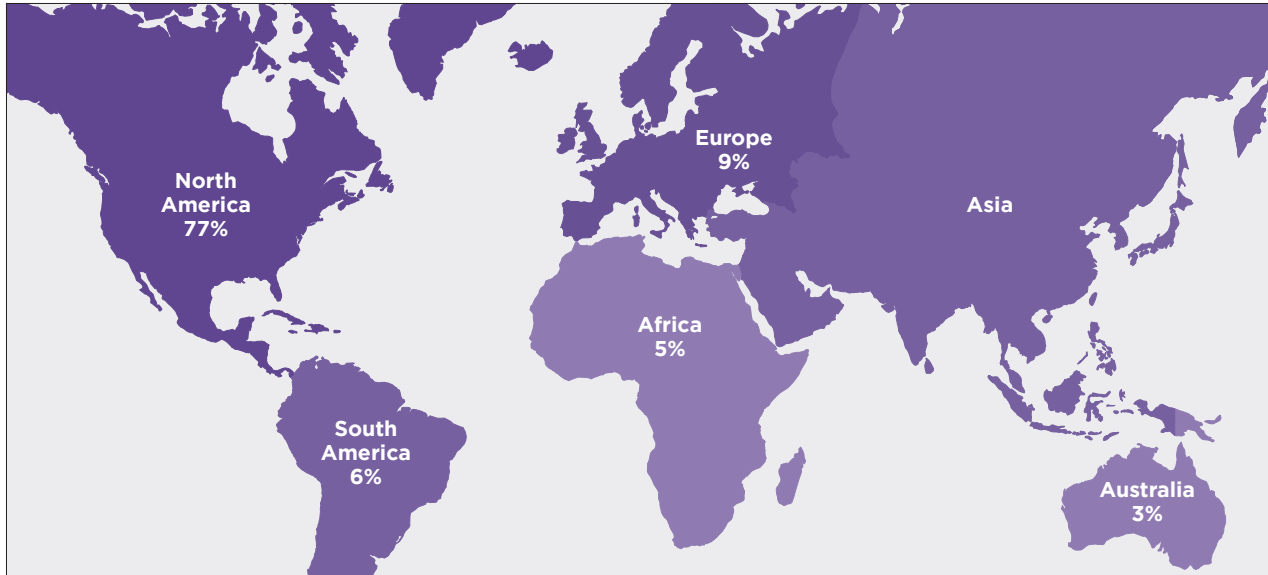 North
America
77%
Europe
9%
Asia
Africa
5%
South
America
6%
Australia
3%